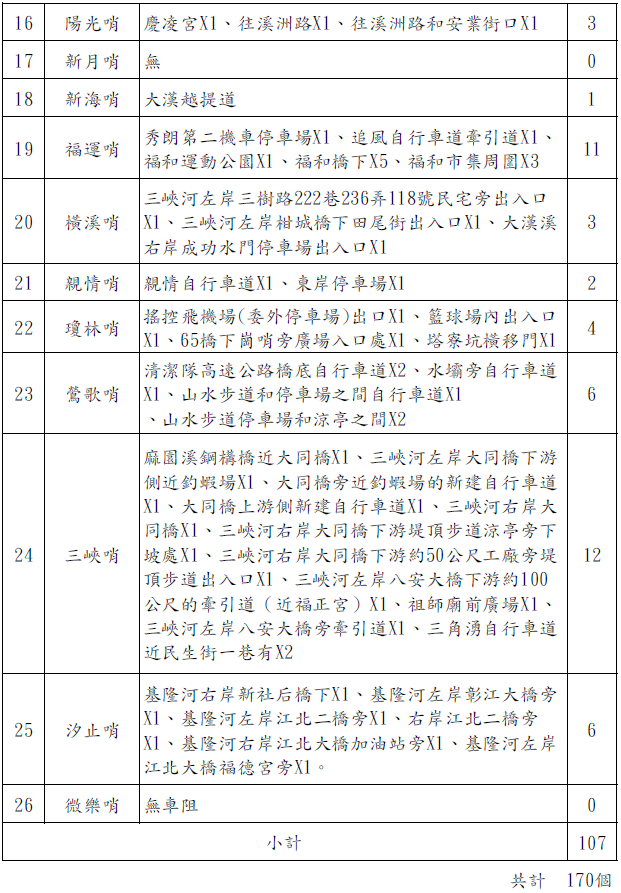 16 陽光哨 慶凌宮X1、往溪洲路X1、往溪洲路和安業街口X1 3
17 新月哨 無 0
18 新海哨 大漢越提道 1
19 福運哨 秀朗第二機車停車場X1、追風自行車道牽引道X1、
福和運動公園X1、福和橋下X5、福和市集周圍X3 11
20 橫溪哨 三峽河左岸三樹路222巷236弄118號民宅旁出入口
X1、三峽河左岸柑城橋下田尾街出入口X1、大漢溪
右岸成功水門停車場出入口X1 3
21 親情哨 親情自行車道X1、東岸停車場X1 2
22 瓊林哨 搖控飛機場(委外停車場)出口X1、籃球場內出入口
X1、65橋下崗哨旁廣場入口處X1、塔寮坑橫移門X1 4
23 鶯歌哨 清潔隊高速公路橋底自行車道X2、水壩旁自行車道
X1、山水步道和停車場之間自行車道X1
、山水步道停車場和涼亭之間X2 6
24 三峽哨 麻園溪鋼構橋近大同橋X1、三峽河左岸大同橋下游
側近釣蝦場X1、大同橋旁近釣蝦場的新建自行車道
X1、大同橋上游側新建自行車道X1、三峽河右岸大
同橋X1、三峽河右岸大同橋下游堤頂步道涼亭旁下
坡處X1、三峽河右岸大同橋下游約50公尺工廠旁堤
頂步道出入口X1、三峽河左岸八安大橋下游約100
公尺的牽引道（近福正宮）X1、祖師廟前廣場X1、
三峽河左岸八安大橋旁牽引道X1、三角湧自行車道
近民生街一巷有X2 12
25 汐止哨 基隆河右岸新社后橋下X1、基隆河左岸彰江大橋旁
X1、基隆河左岸江北二橋旁X1、右岸江北二橋旁
X1、基隆河右岸江北大橋加油站旁X1、基隆河左岸
江北大橋福德宮旁X1。 6
26 微樂哨 無車阻 0
小計 107
共計 170個